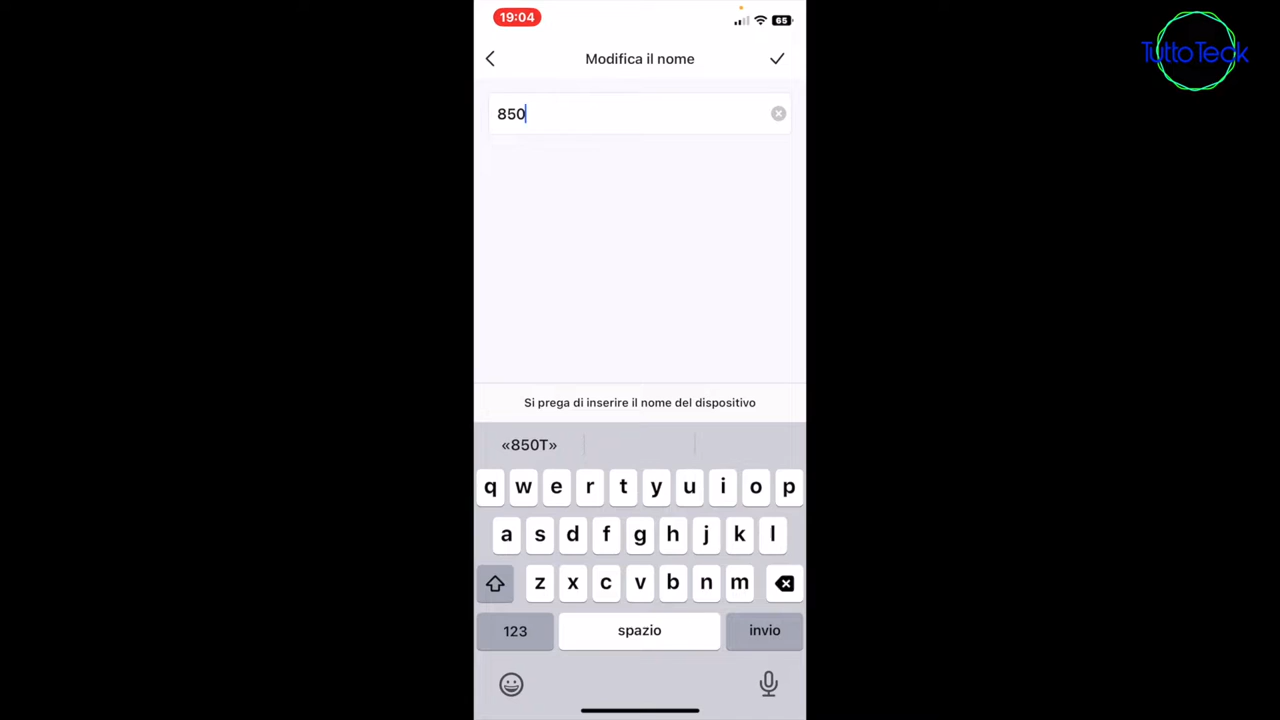 19:04
65
TuttoTeck
Modifica il nome
850
Si prega di inserire il nome del dispositivo
«850T»
q w e r t y u i o p
a s d f g h j k l
z x c v b n m
123 spazio invio